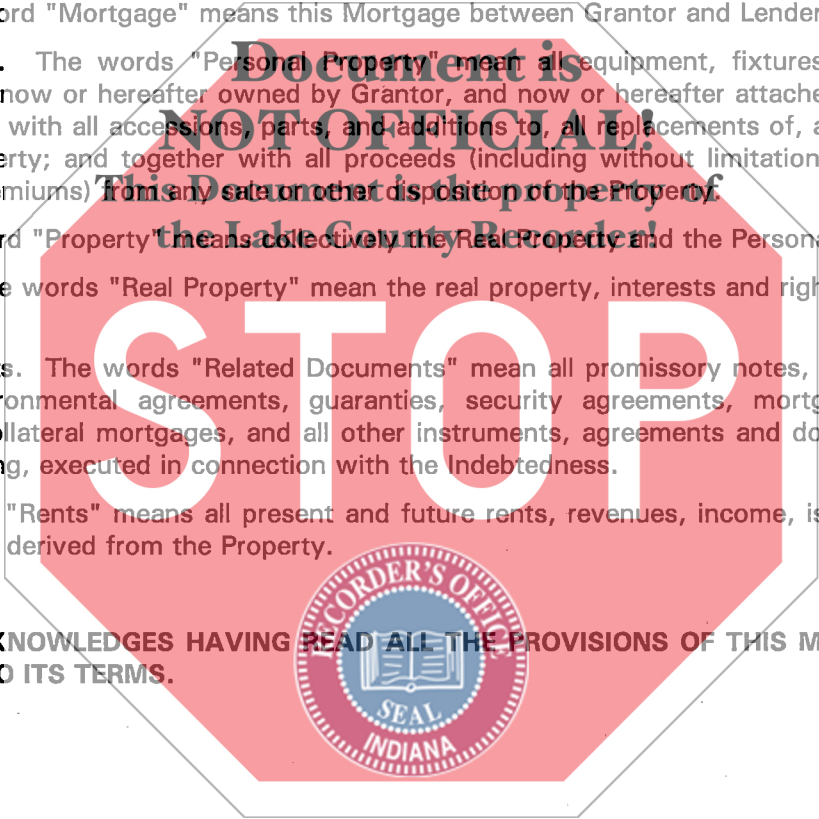 ord "Mortgage" means this Mortgage between Grantor and Lender
Document is
. The words "Personal Property" mean all equipment, fixtures
now or hereafter owned by Grantor, and now or hereafter attache
NOT OFFICIAL!
with all accessions, parts, and additions to, all replacements of, a
erty; and together with all proceeds (including without limitation
miums) from any sale or other disposition of the Property.
This Document is the property of
rd "Property" means collectively the Real Property and the Person
the Lake County Recorder!
e words "Real Property" mean the real property, interests and righ
STOP
s. The words "Related Documents" mean all promissory notes,
onmental agreements, guaranties, security agreements, mortg
llateral mortgages, and all other instruments, agreements and do
ng, executed in connection with the Indebtedness.
"Rents" means all present and future rents, revenues, income, is
derived from the Property.
RECORDER'S OFFICE
KNOWLEDGES HAVING READ ALL THE PROVISIONS OF THIS M
O ITS TERMS.
SEAL
INDIANA